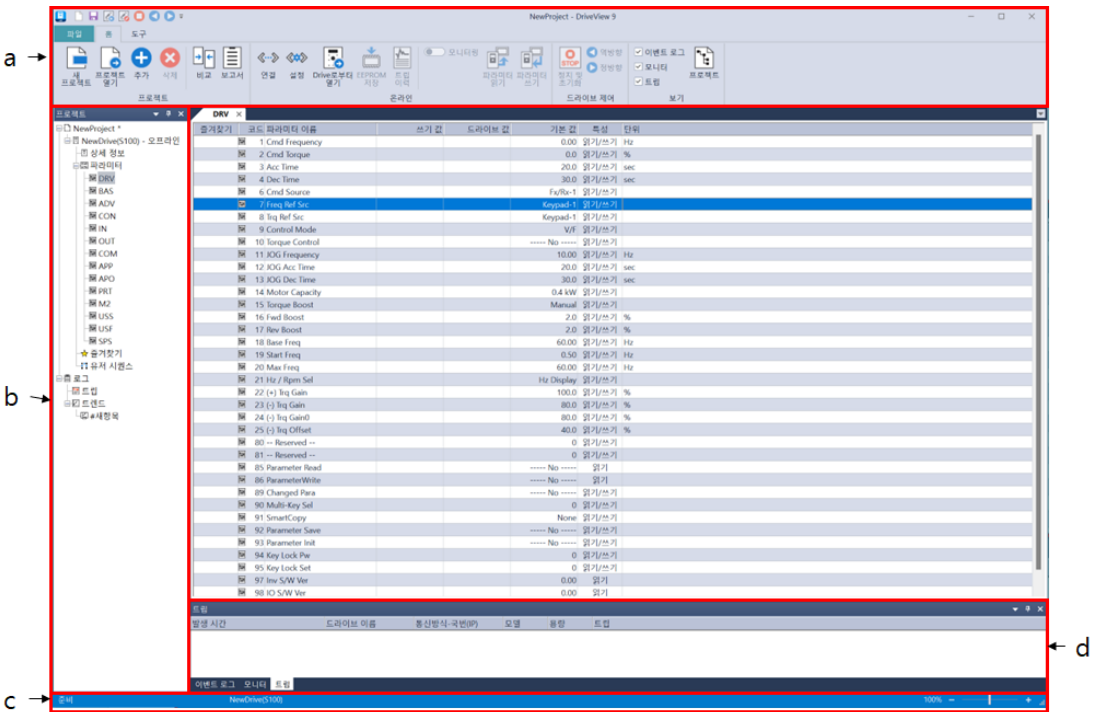 NewProject - DriveView 9
파일 홈 도구
a
새 프로젝트 프로젝트 열기 추가 삭제 비교 보고서 연결 설정 Drive로부터 열기 EEPROM 저장 트립 이력 모니터링 파라미터 읽기 파라미터 쓰기 STOP 정지 및 초기화 역방향 정방향 이벤트 로그 모니터 트립 프로젝트
프로젝트 온라인 드라이브 제어 보기
프로젝트
NewProject *
NewDrive(S100) - 오프라인
상세 정보
파라미터
DRV
BAS
ADV
CON
IN
OUT
COM
APP
APO
PRT
M2
USS
USF
SPS
즐겨찾기
유저 시퀀스
로그
트립
트렌드
#새항목
b
DRV ×
즐겨찾기 코드 파라미터 이름 쓰기 값 드라이브 값 기본 값 특성 단위
1 Cmd Frequency 0.00 읽기/쓰기 Hz
2 Cmd Torque 0.0 읽기/쓰기 %
3 Acc Time 20.0 읽기/쓰기 sec
4 Dec Time 30.0 읽기/쓰기 sec
6 Cmd Source Fx/Rx-1 읽기/쓰기
7 Freq Ref Src Keypad-1 읽기/쓰기
8 Trq Ref Src Keypad-1 읽기/쓰기
9 Control Mode V/F 읽기/쓰기
10 Torque Control ----- No ----- 읽기/쓰기
11 JOG Frequency 10.00 읽기/쓰기 Hz
12 JOG Acc Time 20.0 읽기/쓰기 sec
13 JOG Dec Time 30.0 읽기/쓰기 sec
14 Motor Capacity 0.4 kW 읽기/쓰기
15 Torque Boost Manual 읽기/쓰기
16 Fwd Boost 2.0 읽기/쓰기 %
17 Rev Boost 2.0 읽기/쓰기 %
18 Base Freq 60.00 읽기/쓰기 Hz
19 Start Freq 0.50 읽기/쓰기 Hz
20 Max Freq 60.00 읽기/쓰기 Hz
21 Hz / Rpm Sel Hz Display 읽기/쓰기
22 (+) Trq Gain 100.0 읽기/쓰기 %
23 (-) Trq Gain 80.0 읽기/쓰기 %
24 (-) Trq Gain0 80.0 읽기/쓰기 %
25 (-) Trq Offset 40.0 읽기/쓰기 %
80 -- Reserved -- 0 읽기/쓰기
81 -- Reserved -- 0 읽기/쓰기
85 Parameter Read ----- No ----- 읽기
86 ParameterWrite ----- No ----- 읽기
89 Changed Para ----- No ----- 읽기/쓰기
90 Multi-Key Sel 0 읽기/쓰기
91 SmartCopy None 읽기/쓰기
92 Parameter Save ----- No ----- 읽기/쓰기
93 Parameter Init ----- No ----- 읽기/쓰기
94 Key Lock Pw 0 읽기/쓰기
95 Key Lock Set 0 읽기/쓰기
97 Inv S/W Ver 0.00 읽기
98 IO S/W Ver 0.00 읽기
트립
발생 시간 드라이브 이름 통신방식-국번(IP) 모델 용량 트립
d
이벤트 로그 모니터 트립
c
준비 NewDrive(S100) 100% - +